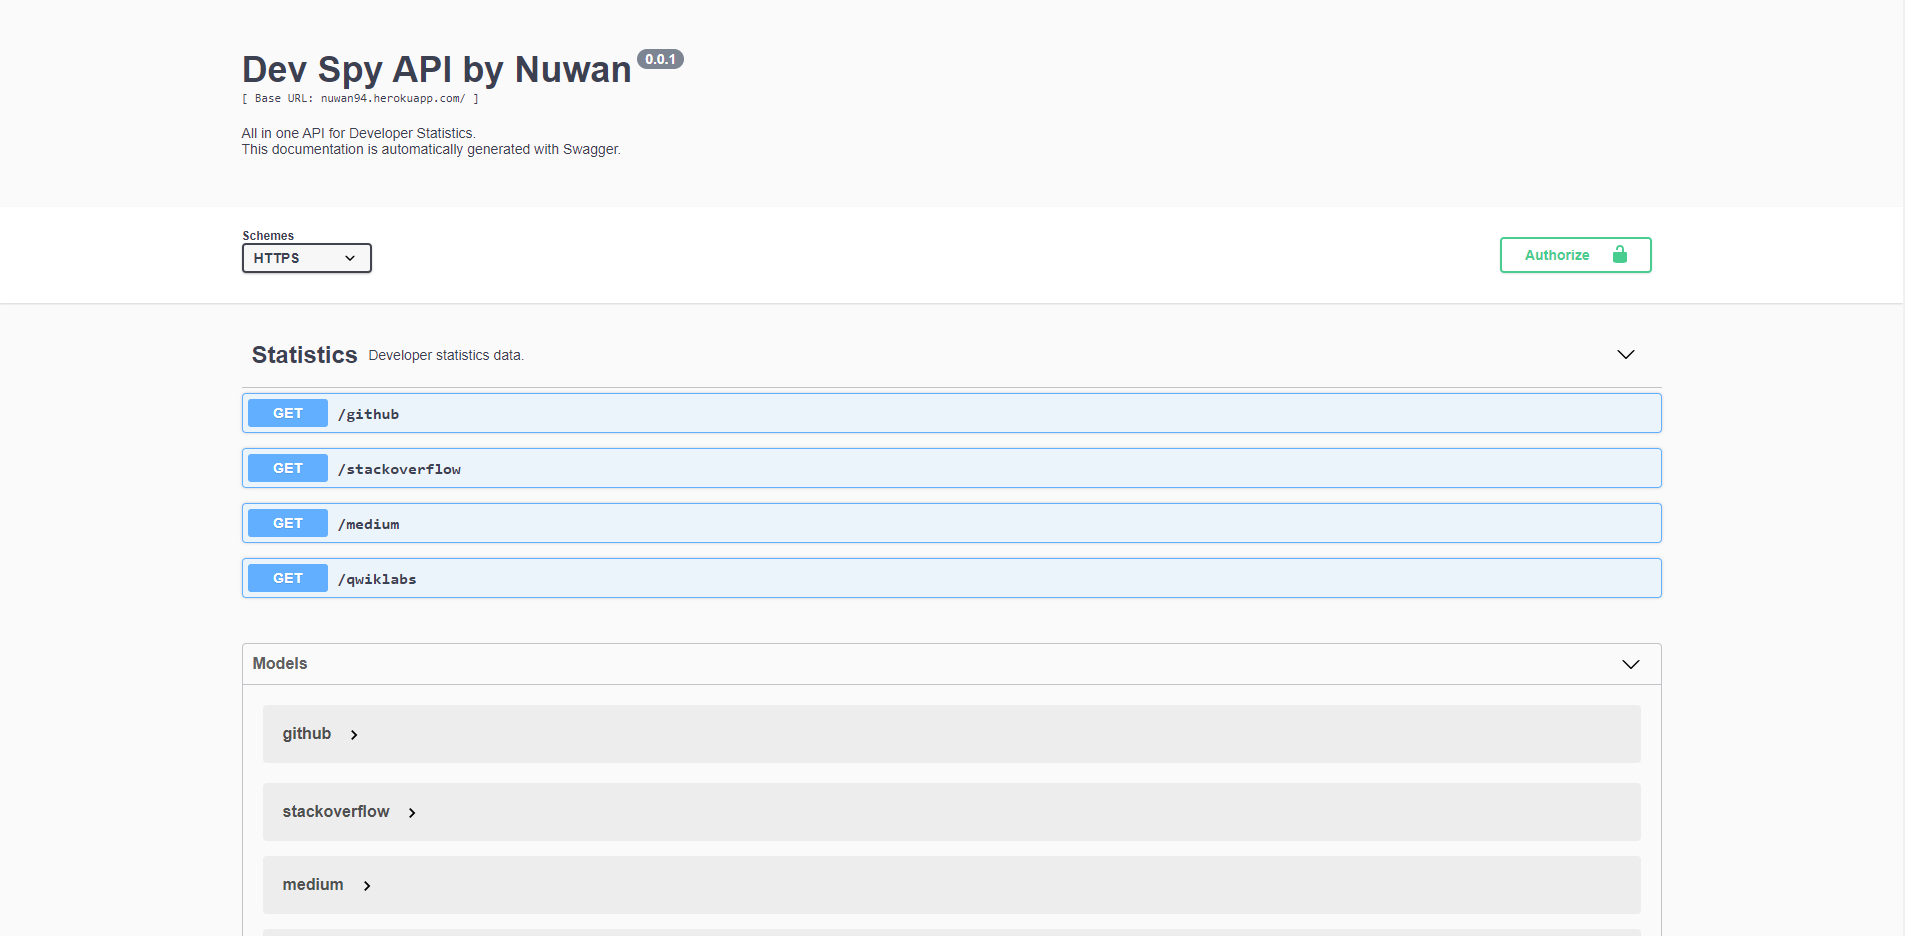 Dev Spy API by Nuwan 0.0.1
[ Base URL: nuwan94.herokuapp.com/ ]
All in one API for Developer Statistics.
This documentation is automatically generated with Swagger.
Schemes
HTTPS
Authorize
Statistics Developer statistics data.
GET /github
GET /stackoverflow
GET /medium
GET /qwiklabs
Models
github
stackoverflow
medium